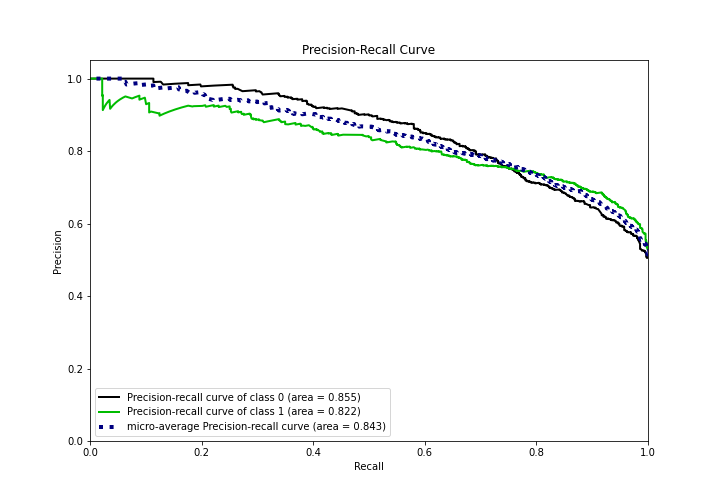 Precision-Recall Curve
1.0
0.8
0.6
0.4
0.2
0.0
Precision
Precision-recall curve of class 0 (area = 0.855)
Precision-recall curve of class 1 (area = 0.822)
micro-average Precision-recall curve (area = 0.843)
0.0 0.2 0.4 0.6 0.8 1.0
Recall